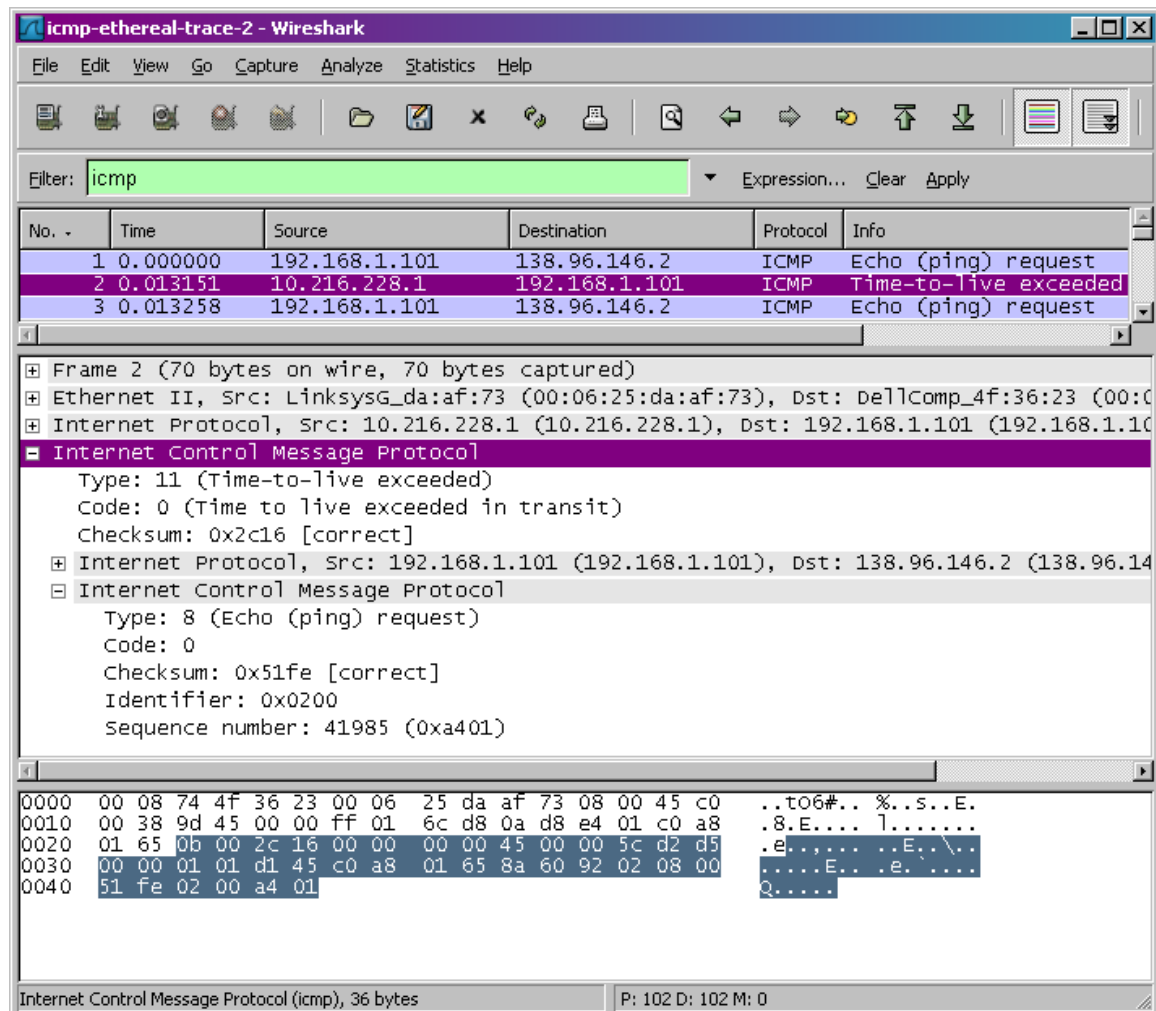 icmp-ethereal-trace-2 - Wireshark
File Edit View Go Capture Analyze Statistics Help
Filter: icmp Expression... Clear Apply
No. - Time Source Destination Protocol Info
1 0.000000 192.168.1.101 138.96.146.2 ICMP Echo (ping) request
2 0.013151 10.216.228.1 192.168.1.101 ICMP Time-to-live exceeded
3 0.013258 192.168.1.101 138.96.146.2 ICMP Echo (ping) request
Frame 2 (70 bytes on wire, 70 bytes captured)
Ethernet II, Src: LinksysG_da:af:73 (00:06:25:da:af:73), Dst: DellComp_4f:36:23 (00:0
Internet Protocol, Src: 10.216.228.1 (10.216.228.1), Dst: 192.168.1.101 (192.168.1.10
Internet Control Message Protocol
Type: 11 (Time-to-live exceeded)
Code: 0 (Time to live exceeded in transit)
Checksum: 0x2c16 [correct]
Internet Protocol, Src: 192.168.1.101 (192.168.1.101), Dst: 138.96.146.2 (138.96.14
Internet Control Message Protocol
Type: 8 (Echo (ping) request)
Code: 0
Checksum: 0x51fe [correct]
Identifier: 0x0200
Sequence number: 41985 (0xa401)
0000 00 08 74 4f 36 23 00 06 25 da af 73 08 00 45 c0 ..tO6#.. %..s..E.
0010 00 38 9d 45 00 00 ff 01 6c d8 0a d8 e4 01 c0 a8 .8.E.... l.......
0020 01 65 0b 00 2c 16 00 00 00 00 45 00 00 5c d2 d5 .e..,... ..E..\..
0030 00 00 01 01 d1 45 c0 a8 01 65 8a 60 92 02 08 00 .....E.. .e.`....
0040 51 fe 02 00 a4 01 Q.....
Internet Control Message Protocol (icmp), 36 bytes P: 102 D: 102 M: 0